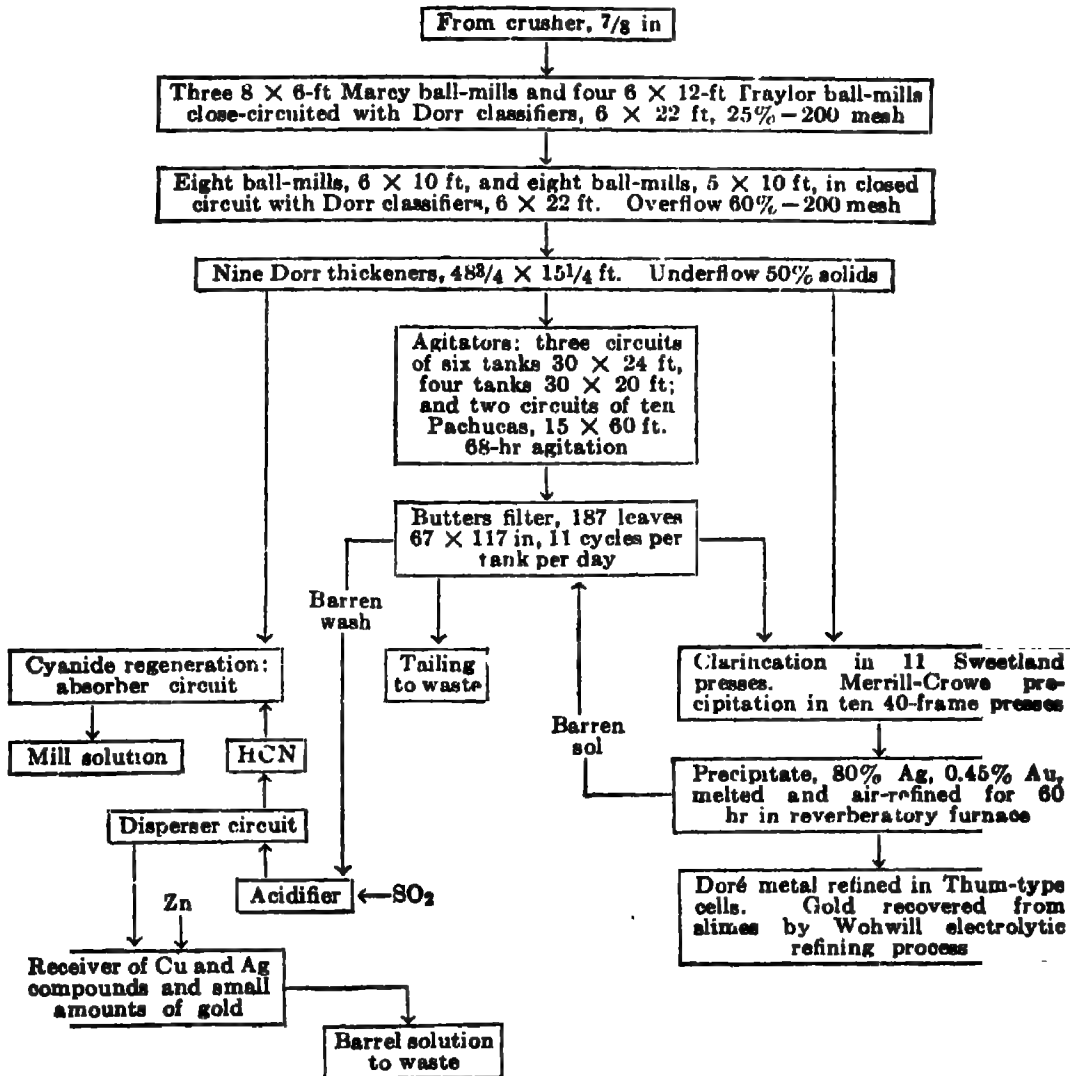 From crusher, 7/8 in
Three 8 × 6-ft Marcy ball-mills and four 6 × 12-ft Traylor ball-mills
close-circuited with Dorr classifiers, 6 × 22 ft, 25% – 200 mesh
Eight ball-mills, 6 × 10 ft, and eight ball-mills, 5 × 10 ft, in closed
circuit with Dorr classifiers, 6 × 22 ft. Overflow 60% – 200 mesh
Nine Dorr thickeners, 48 3/4 × 15 1/4 ft. Underflow 50% solids
Agitators: three circuits
of six tanks 30 × 24 ft,
four tanks 30 × 20 ft;
and two circuits of ten
Pachucas, 15 × 60 ft.
68-hr agitation
Butters filter, 187 leaves
67 × 117 in, 11 cycles per
tank per day
Barren
wash
Cyanide regeneration:
absorber circuit
Tailing
to waste
Clarincation in 11 Sweetland
presses. Merrill-Crowe pre-
cipitation in ten 40-frame presses
Barren
sol
Mill solution
HCN
Precipitate, 80% Ag, 0.45% Au,
melted and air-refined for 60
hr in reverberatory furnace
Disperser circuit
Acidifier
SO2
Zn
Doré metal refined in Thum-type
cells. Gold recovered from
slimes by Wohwill electrolytic
refining process
Receiver of Cu and Ag
compounds and small
amounts of gold
Barrel solution
to waste